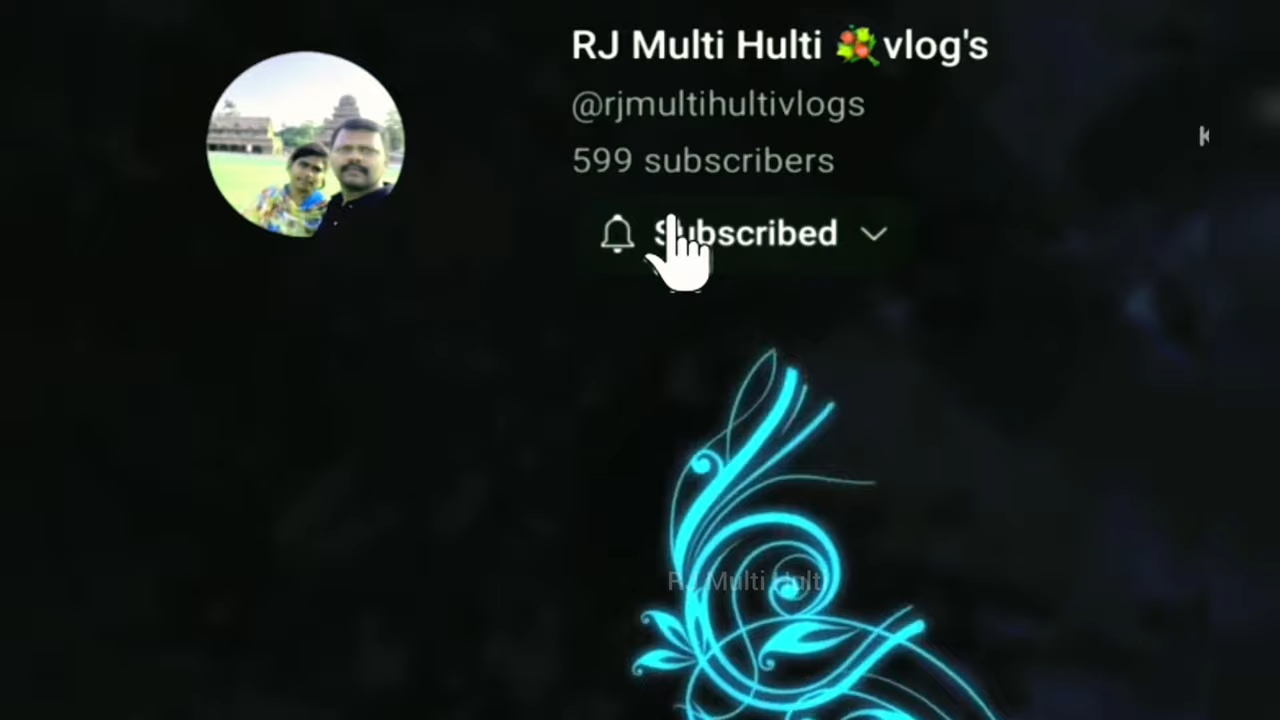 RJ Multi Hulti 💐vlog's
@rjmultihultivlogs
599 subscribers
Subscribed
RJ Multi Hulti